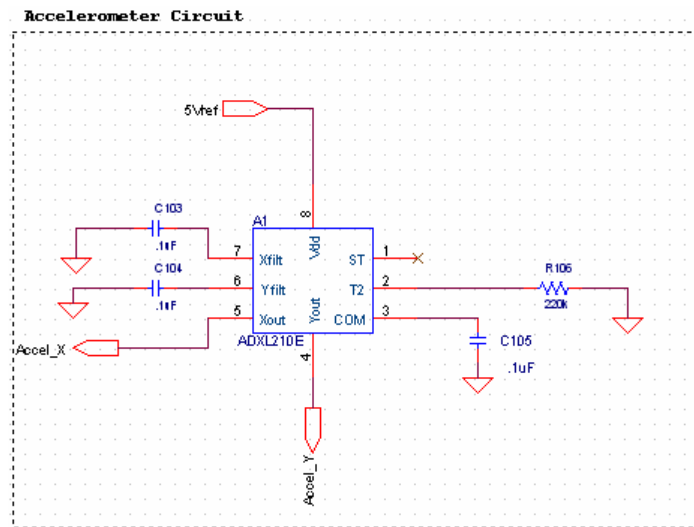 Accelerometer Circuit
5Vref
8
C103
.1uF
A1
7
Xfilt
Vdd
ST
1
C104
.1uF
6
Yfilt
T2
2
R106
220k
5
Xout
Yout
COM
3
Accel_X
ADXL210E
4
C105
.1uF
Accel_Y